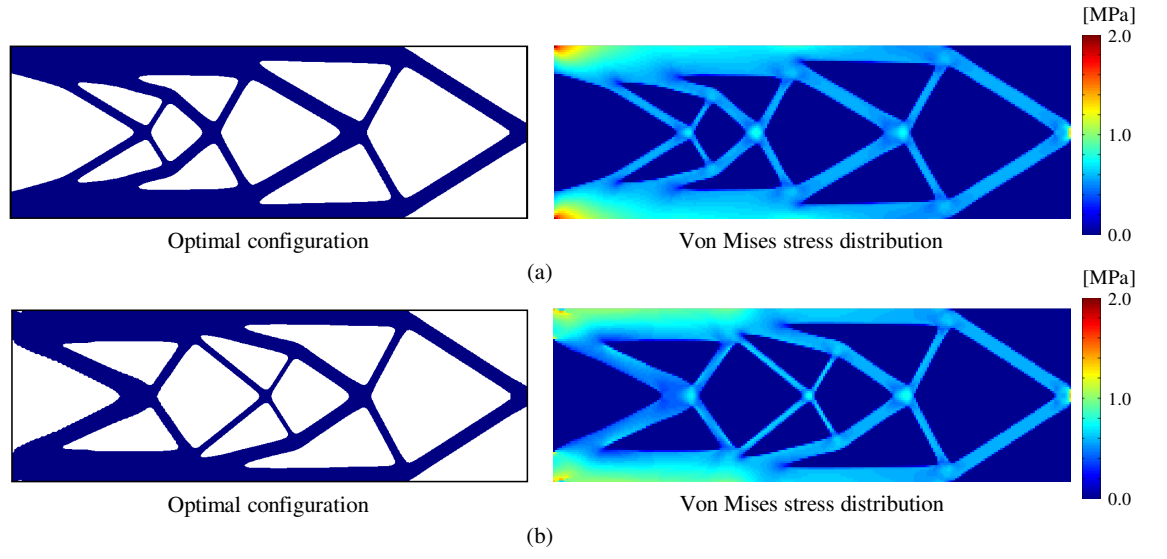 [MPa]
2.0
1.0
0.0
Optimal configuration
Von Mises stress distribution
(a)
[MPa]
2.0
1.0
0.0
Optimal configuration
Von Mises stress distribution
(b)